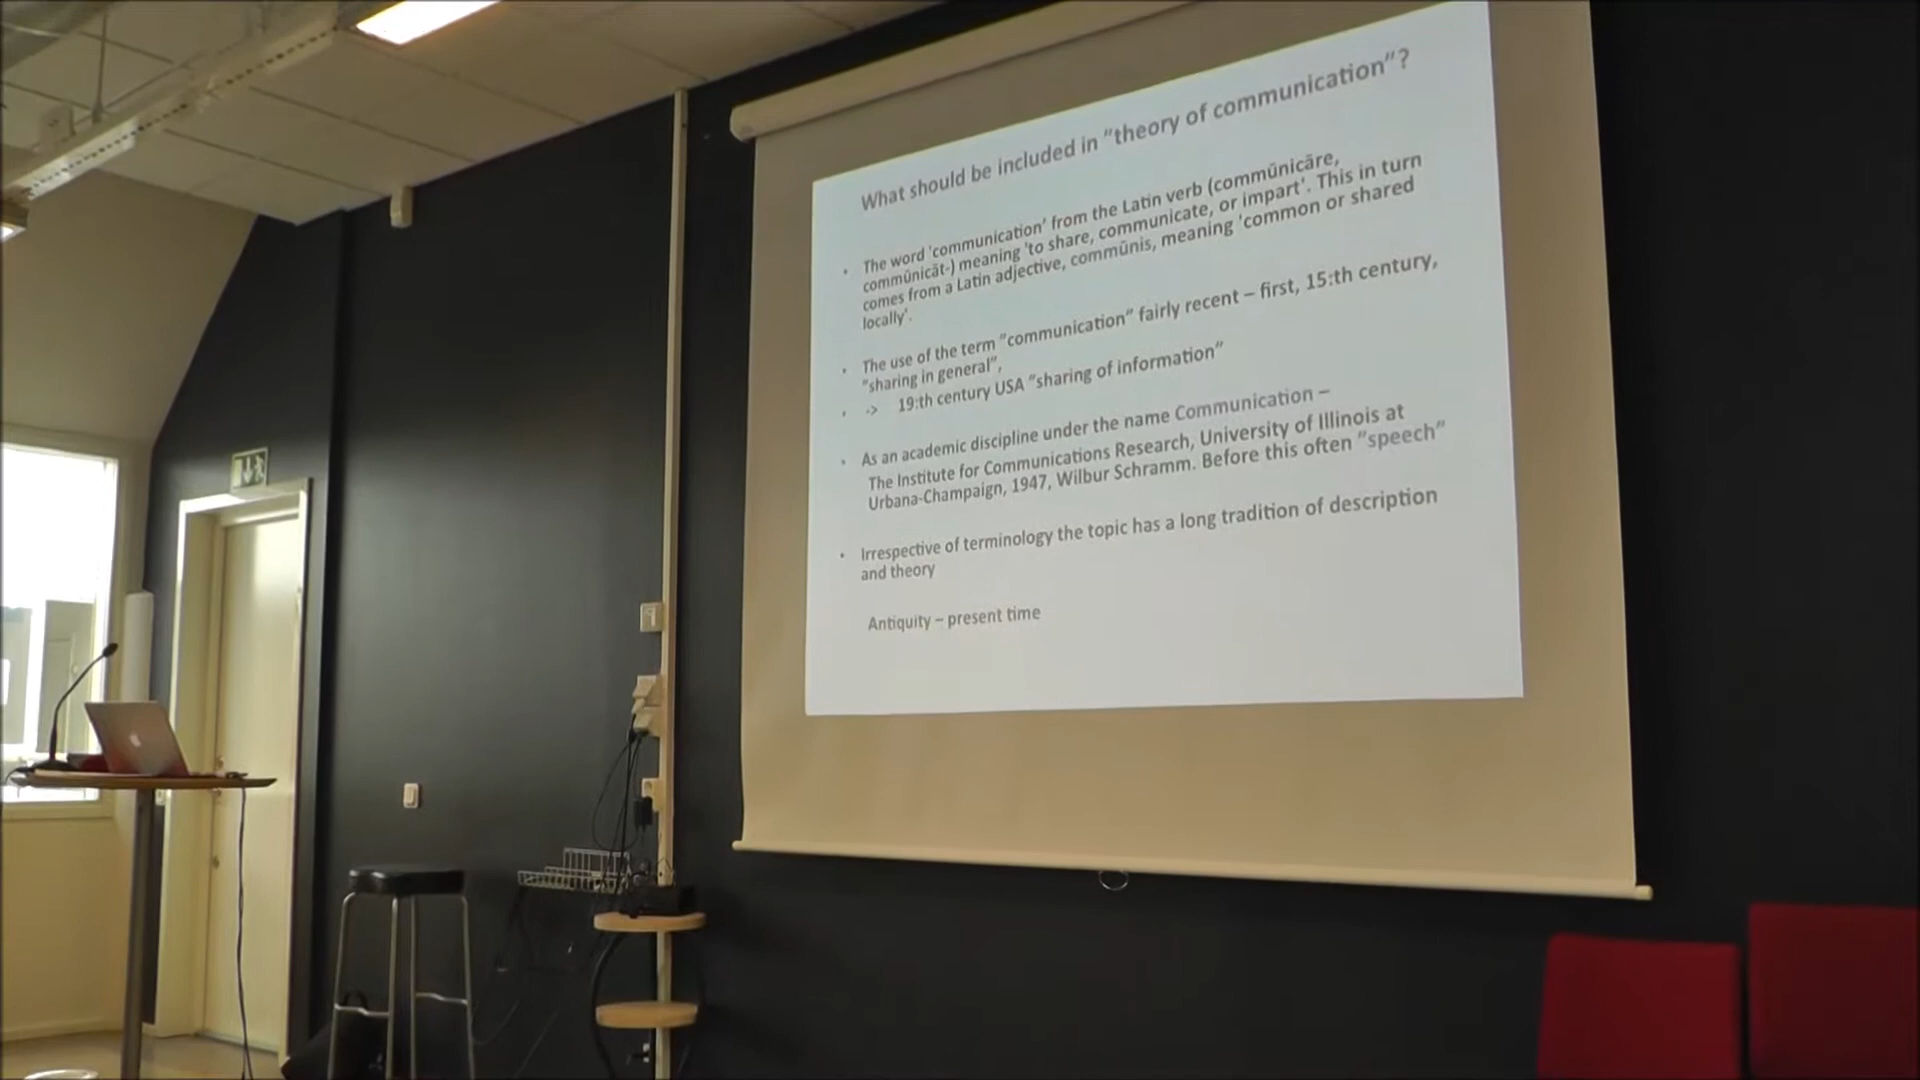 What should be included in "theory of communication"?
• The word 'communication' from the Latin verb (commūnicāre,
commūnicāt-) meaning 'to share, communicate, or impart'. This in turn
comes from a Latin adjective, commūnis, meaning 'common or shared
locally'.
• The use of the term "communication" fairly recent – first, 15:th century,
"sharing in general",
• -> 19:th century USA "sharing of information"
• As an academic discipline under the name Communication –
The Institute for Communications Research, University of Illinois at
Urbana-Champaign, 1947, Wilbur Schramm. Before this often "speech"
• Irrespective of terminology the topic has a long tradition of description
and theory
Antiquity – present time